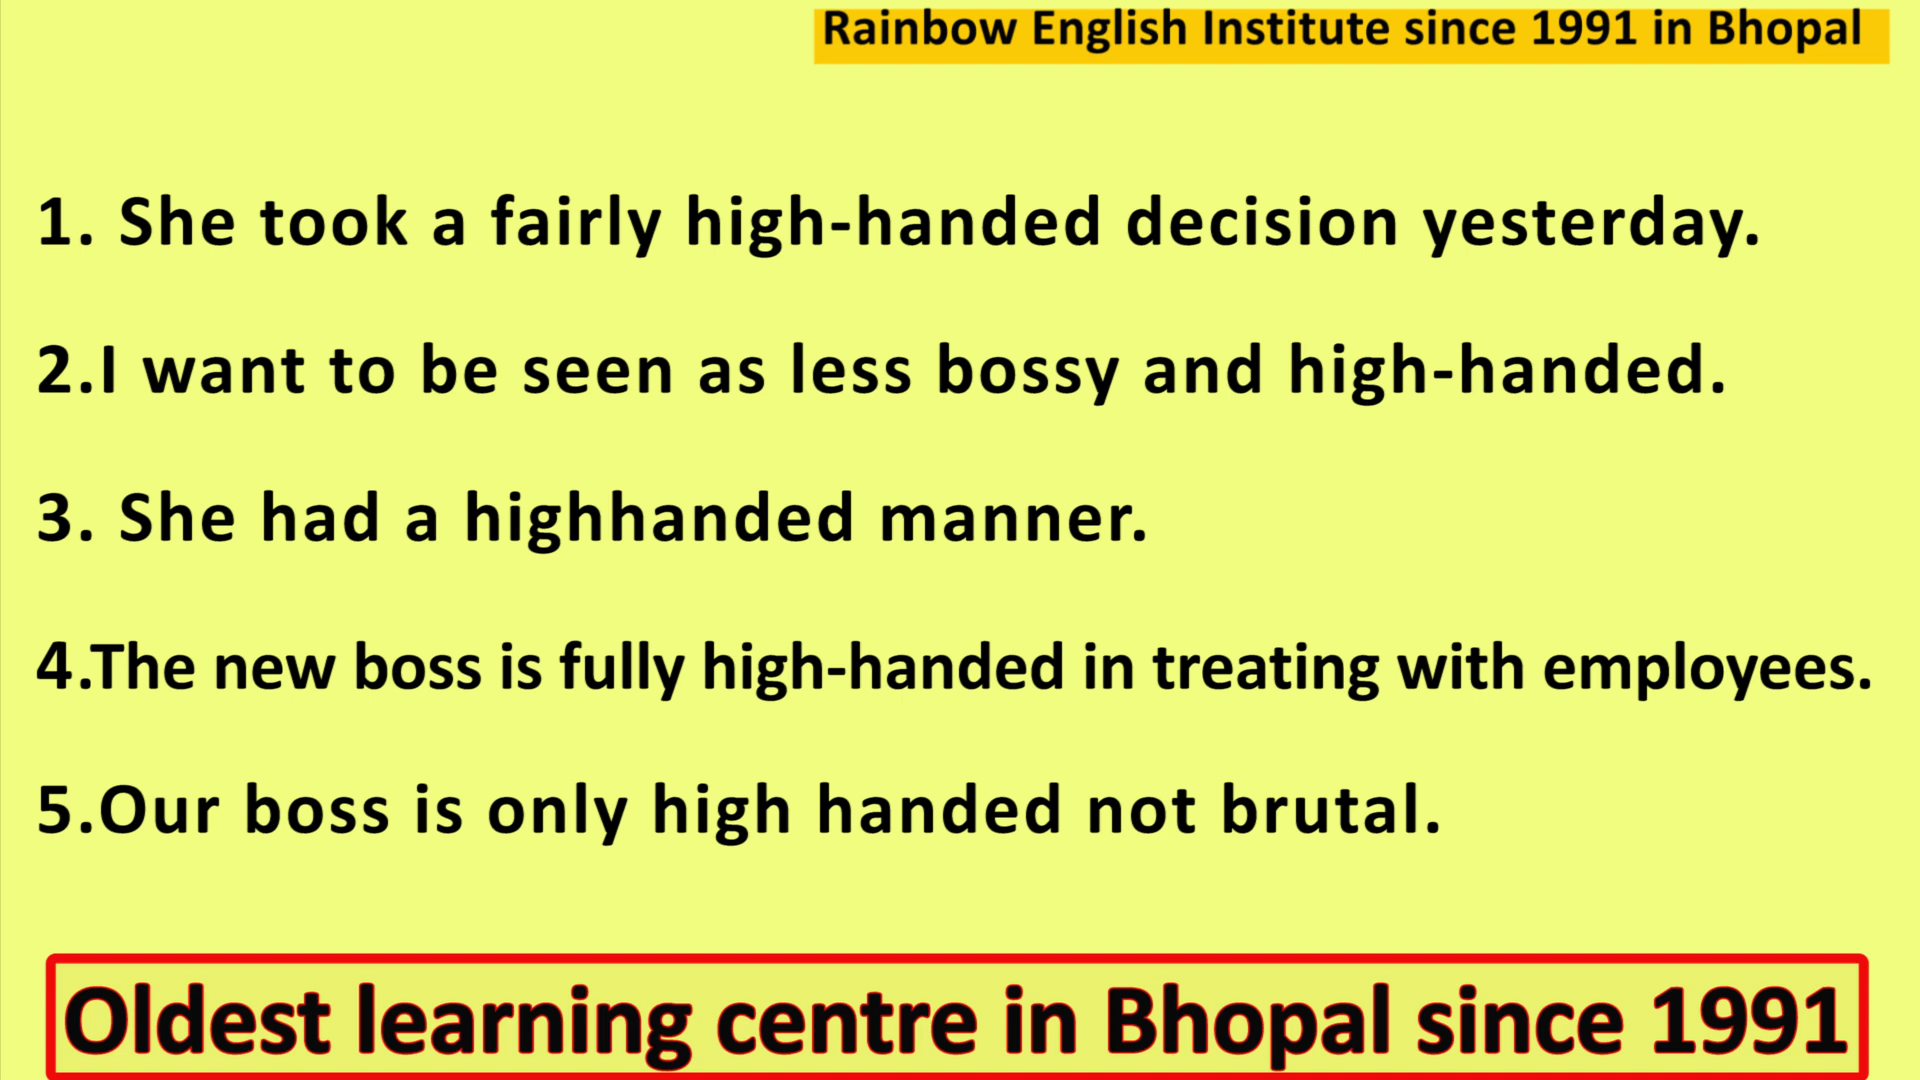 Rainbow English Institute since 1991 in Bhopal
1. She took a fairly high-handed decision yesterday.
2.I want to be seen as less bossy and high-handed.
3. She had a highhanded manner.
4.The new boss is fully high-handed in treating with employees.
5.Our boss is only high handed not brutal.
Oldest learning centre in Bhopal since 1991